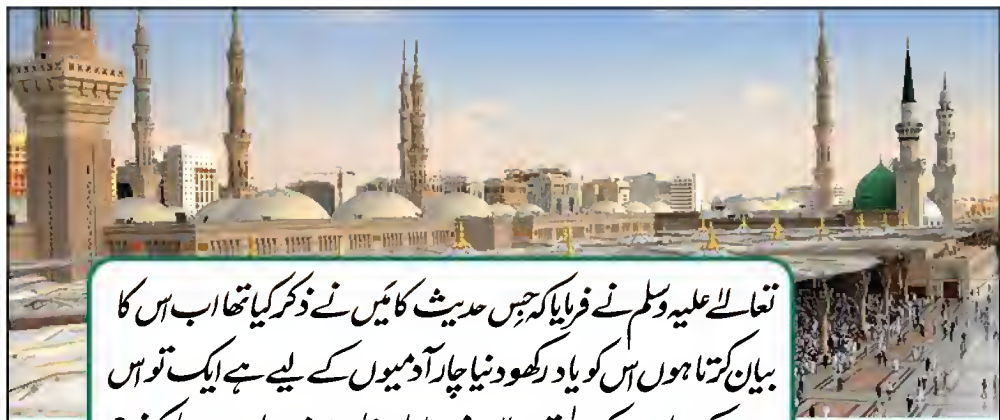 تعالےٰ علیہ وسلم نے فرمایا کہ جس حدیث کا میں نے ذکر کیا تھا اب اس کا
بیان کرتا ہوں اس کو یاد رکھو دنیا چار آدمیوں کے لیے ہے ایک تو اس